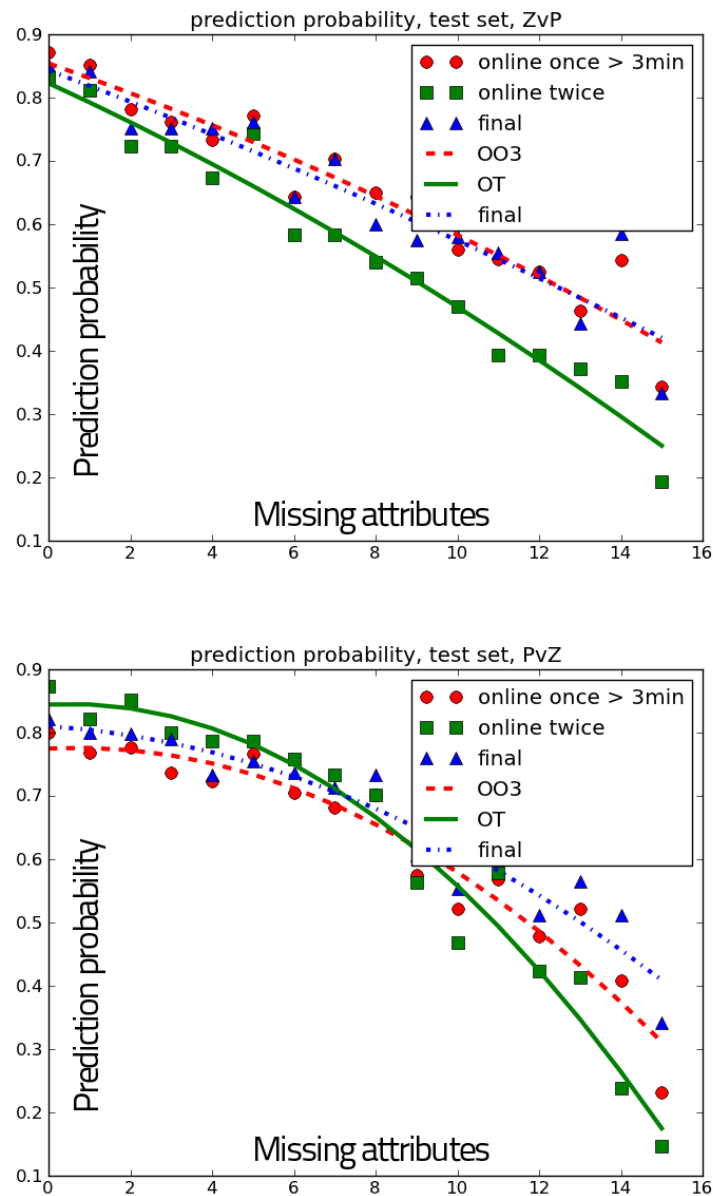 prediction probability, test set, ZvP
0.9
0.8
0.7
0.6
0.5
0.4
0.3
0.2
0.1
Prediction probability
online once > 3min
online twice
final
OO3
OT
final
Missing attributes
0 2 4 6 8 10 12 14 16
prediction probability, test set, PvZ
0.9
0.8
0.7
0.6
0.5
0.4
0.3
0.2
0.1
Prediction probability
online once > 3min
online twice
final
OO3
OT
final
Missing attributes
0 2 4 6 8 10 12 14 16